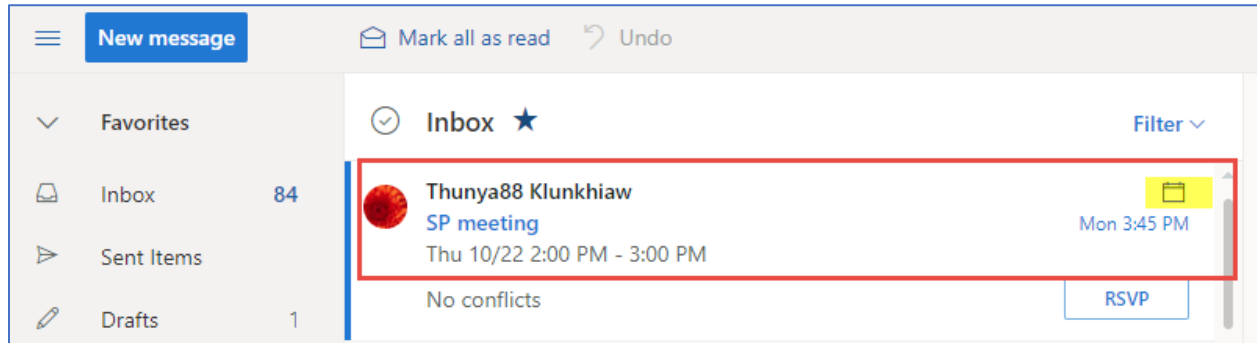 New message
Mark all as read
Undo
Favorites
Inbox 84
Sent Items
Drafts 1
Inbox
Filter
Thunya88 Klunkhiaw
SP meeting
Mon 3:45 PM
Thu 10/22 2:00 PM - 3:00 PM
No conflicts
RSVP